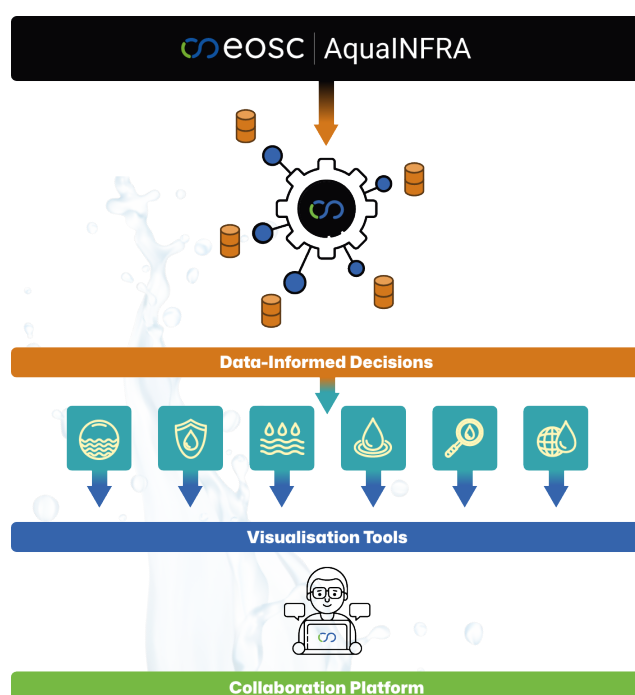 eosc | AquaINFRA
Data-Informed Decisions
Visualisation Tools
Collaboration Platform